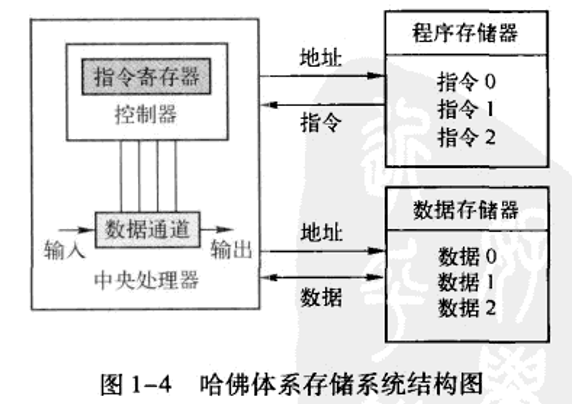 指令寄存器
控制器
数据通道
输入
输出
中央处理器
地址
指令
地址
数据
程序存储器
指令 0
指令 1
指令 2
数据存储器
数据 0
数据 1
数据 2
图 1-4 哈佛体系存储系统结构图